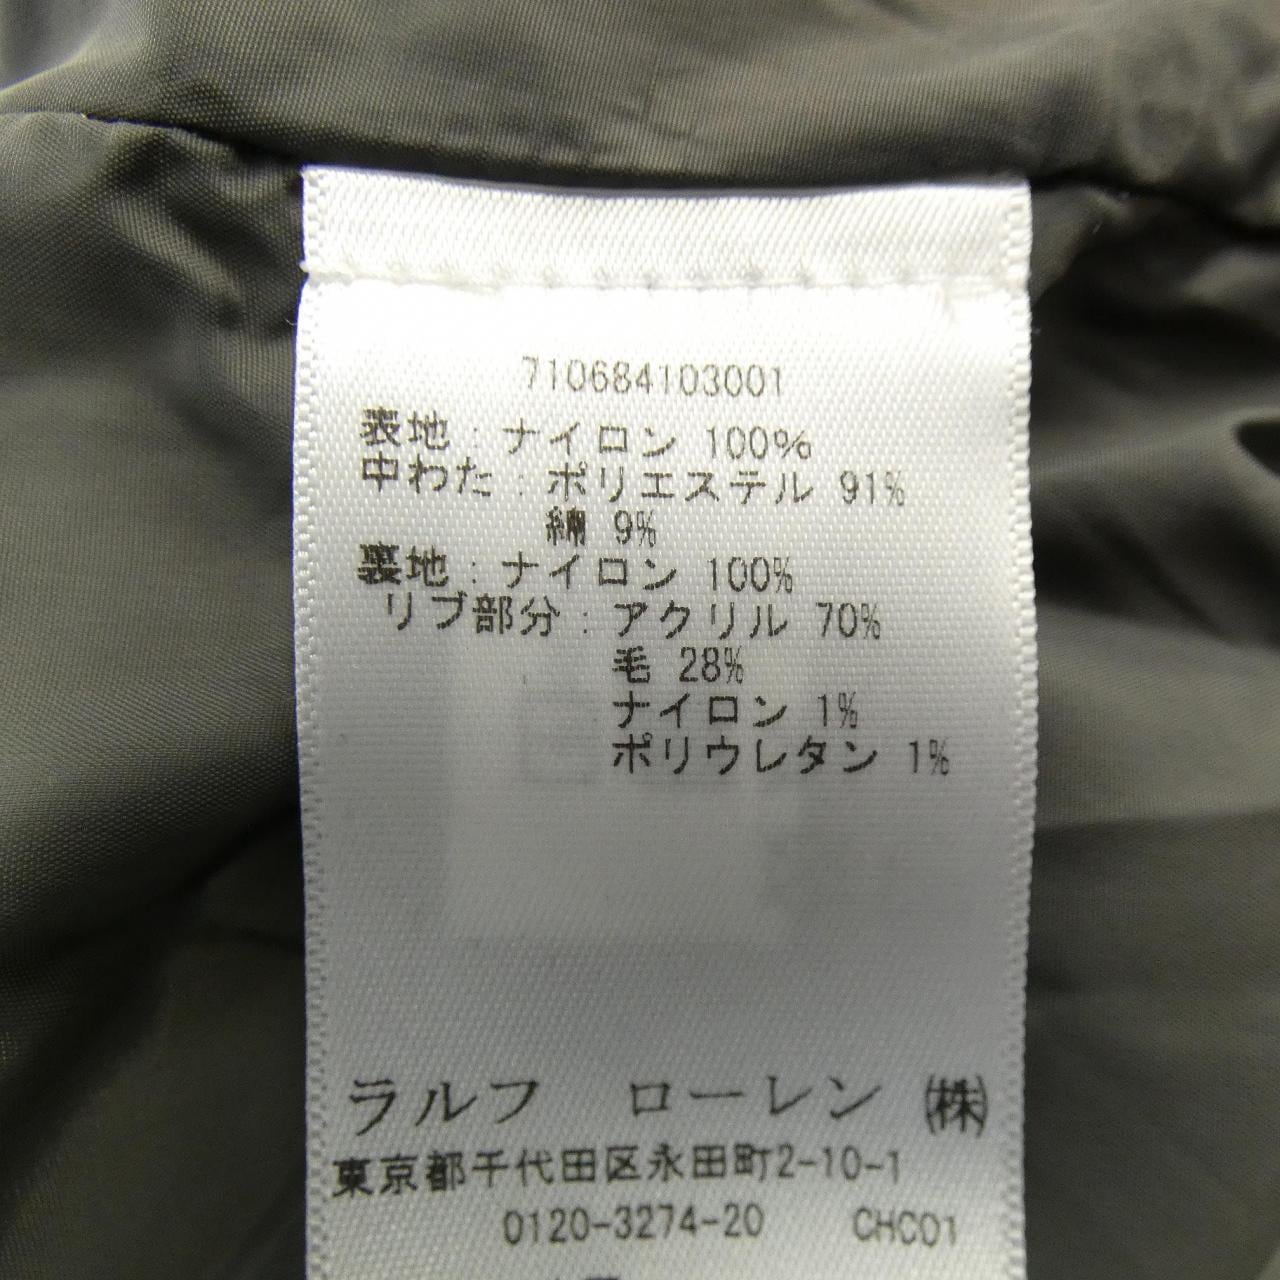 710684103001
表地:ナイロン 100%
中わた:ポリエステル 91%
綿 9%
裏地:ナイロン 100%
リブ部分:アクリル 70%
毛 28%
ナイロン 1%
ポリウレタン 1%
ラルフ ローレン ㈱
東京都千代田区永田町2-10-1
0120-3274-20 CHC01